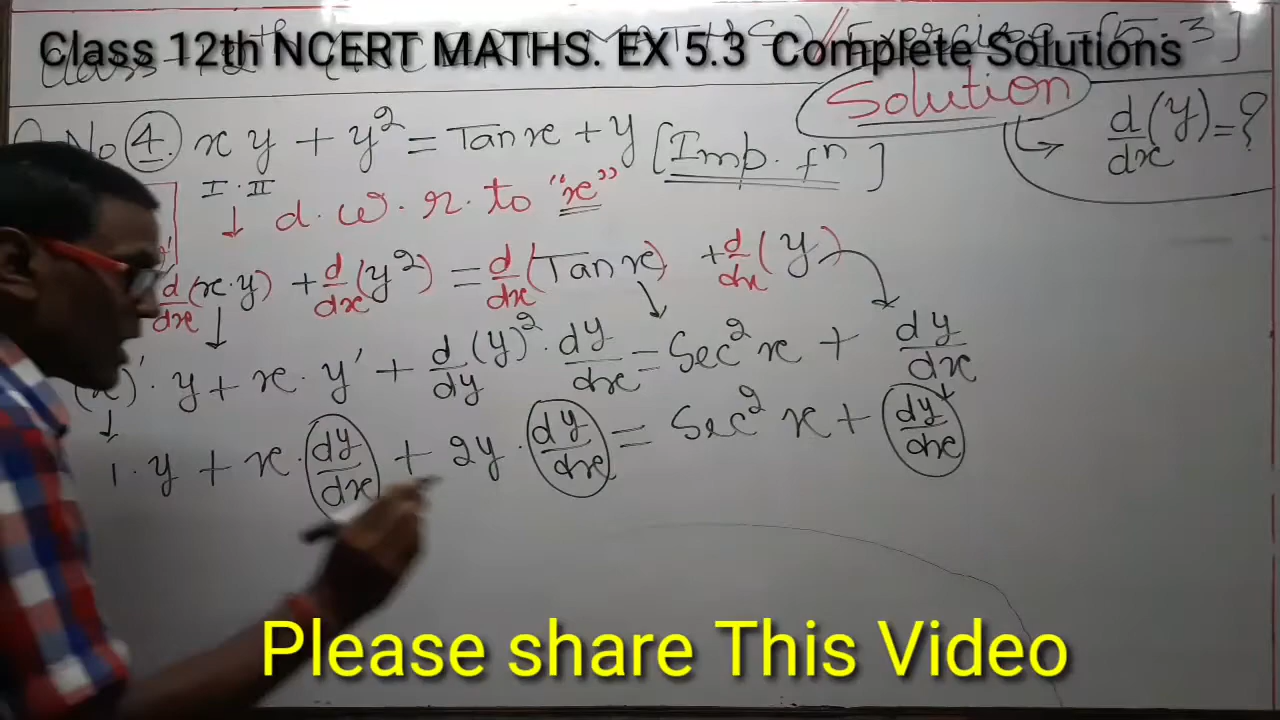 Class 12th NCERT MATHS. EX 5.3 Complete Solutions
Solution
d/dx (y) = ?
No 4. xy + y² = Tanx + y [Imp. fⁿ]
I . II
d.w.r.to "x"
d/dx (x.y) + d/dx (y²) = d/dx (Tanx) + d/dx (y)
(x)'.y + x.y' + d/dy (y)² . dy/dx = Sec²x + dy/dx
1.y + x.dy/dx + 2y.dy/dx = Sec²x + dy/dx
Please share This Video